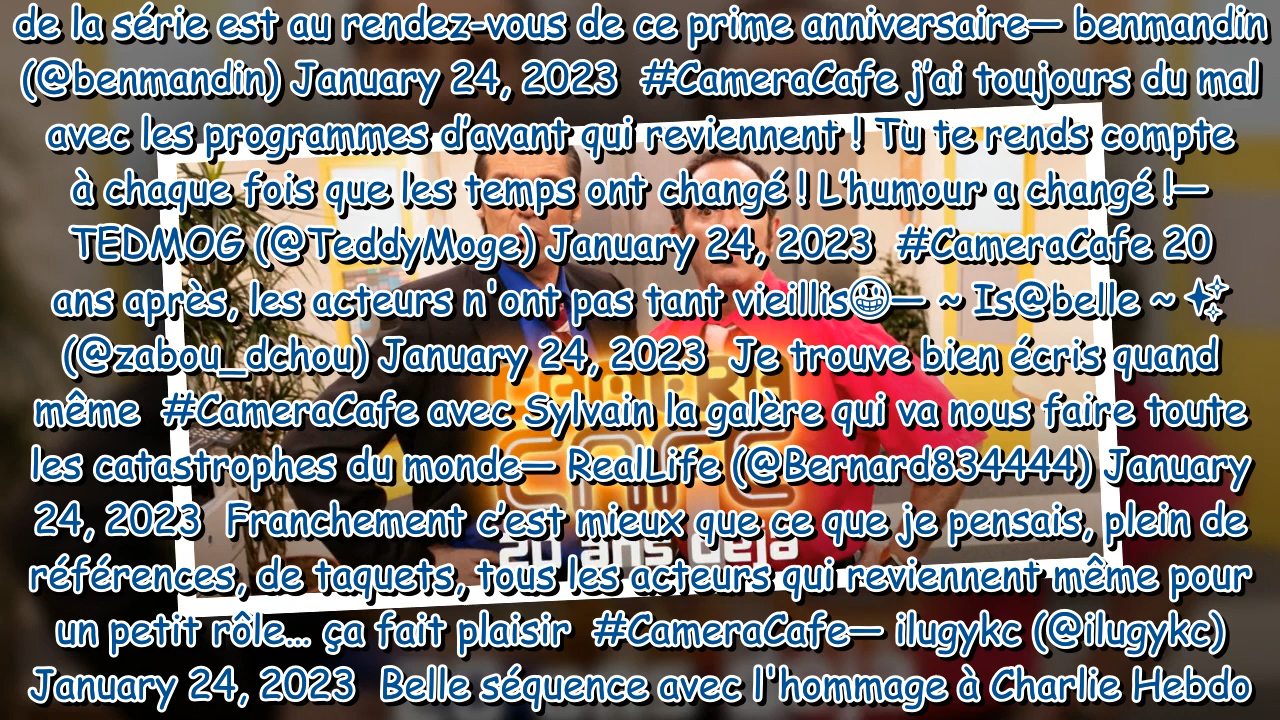 de la série est au rendez-vous de ce prime anniversaire— benmandin
(@benmandin) January 24, 2023 #CameraCafe j’ai toujours du mal
avec les programmes d’avant qui reviennent ! Tu te rends compte
à chaque fois que les temps ont changé ! L’humour a changé !—
TEDMOG (@TeddyMoge) January 24, 2023 #CameraCafe 20
ans après, les acteurs n'ont pas tant vieillis😀— ~ Is@belle ~ ✨
(@zabou_dchou) January 24, 2023 Je trouve bien écris quand
même #CameraCafe avec Sylvain la galère qui va nous faire toute
les catastrophes du monde— RealLife (@Bernard834444) January
24, 2023 Franchement c’est mieux que ce que je pensais, plein de
références, de taquets, tous les acteurs qui reviennent même pour
un petit rôle… ça fait plaisir #CameraCafe— ilugykc (@ilugykc)
January 24, 2023 Belle séquence avec l'hommage à Charlie Hebdo
CAMERA
CAFE
20 ans déjà